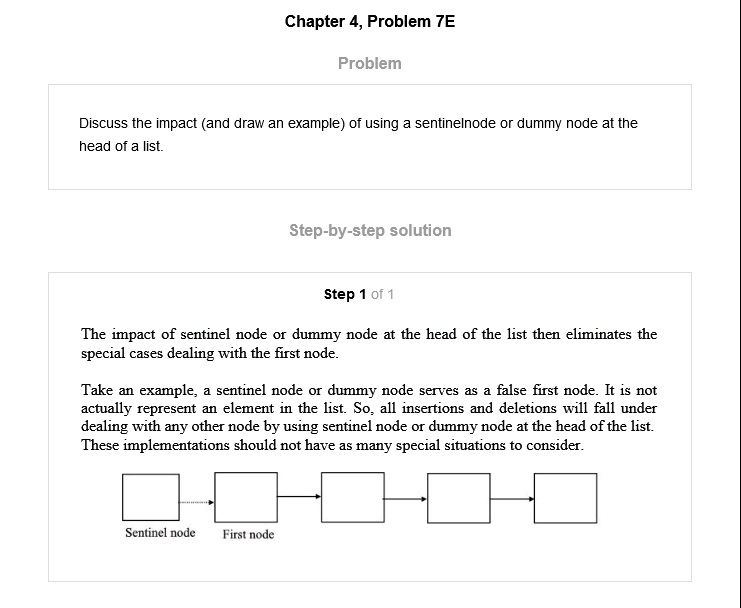 Chapter 4, Problem 7E
Problem
Discuss the impact (and draw an example) of using a sentinelnode or dummy node at the
head of a list.
Step-by-step solution
Step 1 of 1
The impact of sentinel node or dummy node at the head of the list then eliminates the
special cases dealing with the first node.
Take an example, a sentinel node or dummy node serves as a false first node. It is not
actually represent an element in the list. So, all insertions and deletions will fall under
dealing with any other node by using sentinel node or dummy node at the head of the list.
These implementations should not have as many special situations to consider.
Sentinel node
First node